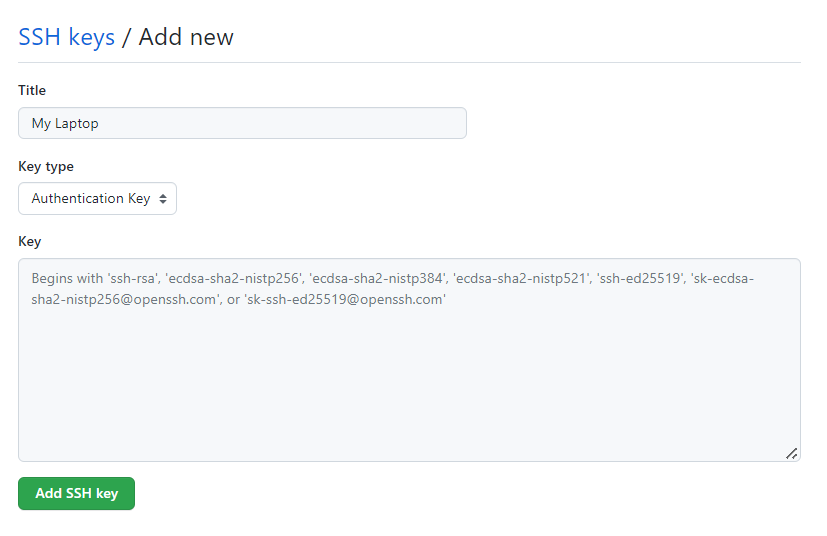 SSH keys / Add new
Title
My Laptop
Key type
Authentication Key
Key
Begins with 'ssh-rsa', 'ecdsa-sha2-nistp256', 'ecdsa-sha2-nistp384', 'ecdsa-sha2-nistp521', 'ssh-ed25519', 'sk-ecdsa-
sha2-nistp256@openssh.com', or 'sk-ssh-ed25519@openssh.com'
Add SSH key